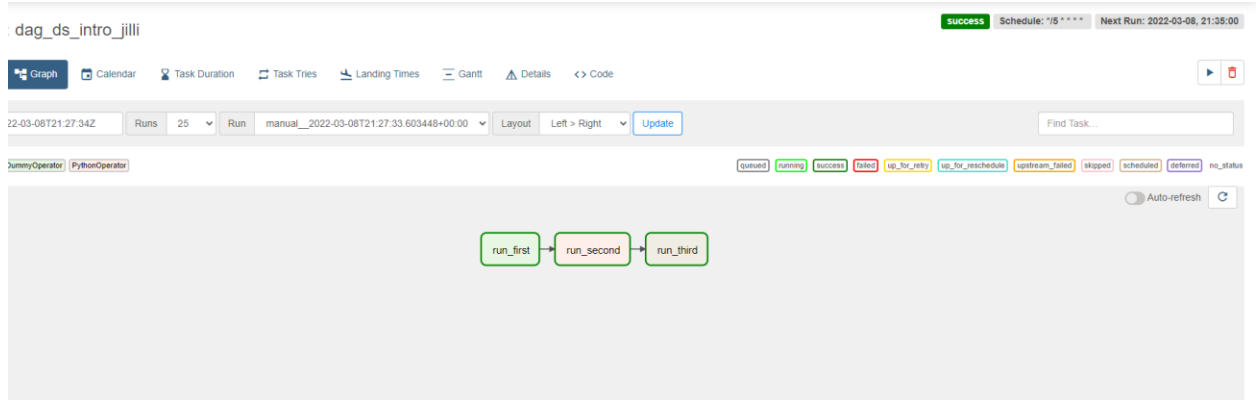 : dag_ds_intro_jilli
success Schedule: */5 * * * * Next Run: 2022-03-08, 21:35:00
Graph Calendar Task Duration Task Tries Landing Times Gantt Details <> Code
22-03-08T21:27:34Z Runs 25 Run manual__2022-03-08T21:27:33.603448+00:00 Layout Left > Right Update Find Task...
DummyOperator PythonOperator queued running success failed up_for_retry up_for_reschedule upstream_failed skipped scheduled deferred no_status
Auto-refresh
run_first run_second run_third